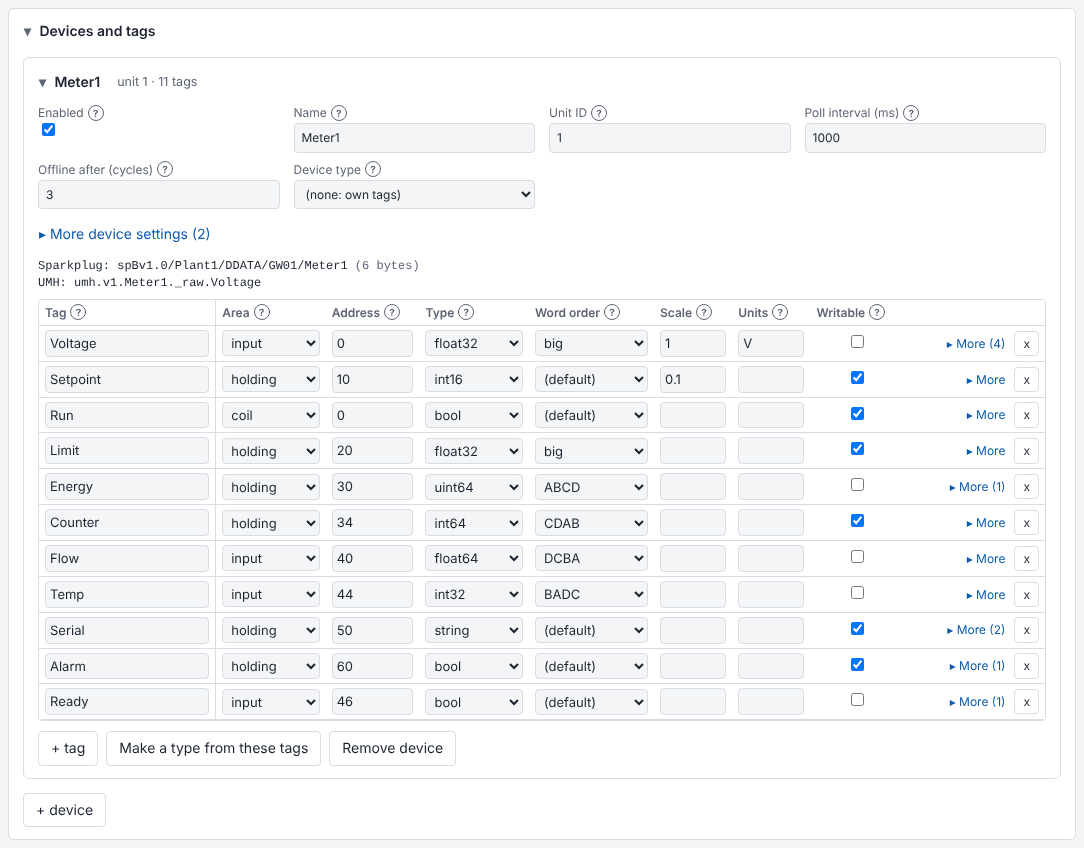 ▼ Devices and tags
▼ Meter1 unit 1 · 11 tags
Enabled ? Name ? Unit ID ? Poll interval (ms) ?
Meter1 1 1000
Offline after (cycles) ? Device type ?
3 (none: own tags)
▸ More device settings (2)
Sparkplug: spBv1.0/Plant1/DDATA/GW01/Meter1 (6 bytes)
UMH: umh.v1.Meter1._raw.Voltage
Tag ? Area ? Address ? Type ? Word order ? Scale ? Units ? Writable ?
Voltage input 0 float32 big 1 V ▸ More (4) x
Setpoint holding 10 int16 (default) 0.1 ▸ More x
Run coil 0 bool (default) ▸ More x
Limit holding 20 float32 big ▸ More x
Energy holding 30 uint64 ABCD ▸ More (1) x
Counter holding 34 int64 CDAB ▸ More x
Flow input 40 float64 DCBA ▸ More x
Temp input 44 int32 BADC ▸ More x
Serial holding 50 string (default) ▸ More (2) x
Alarm holding 60 bool (default) ▸ More (1) x
Ready input 46 bool (default) ▸ More (1) x
+ tag Make a type from these tags Remove device
+ device